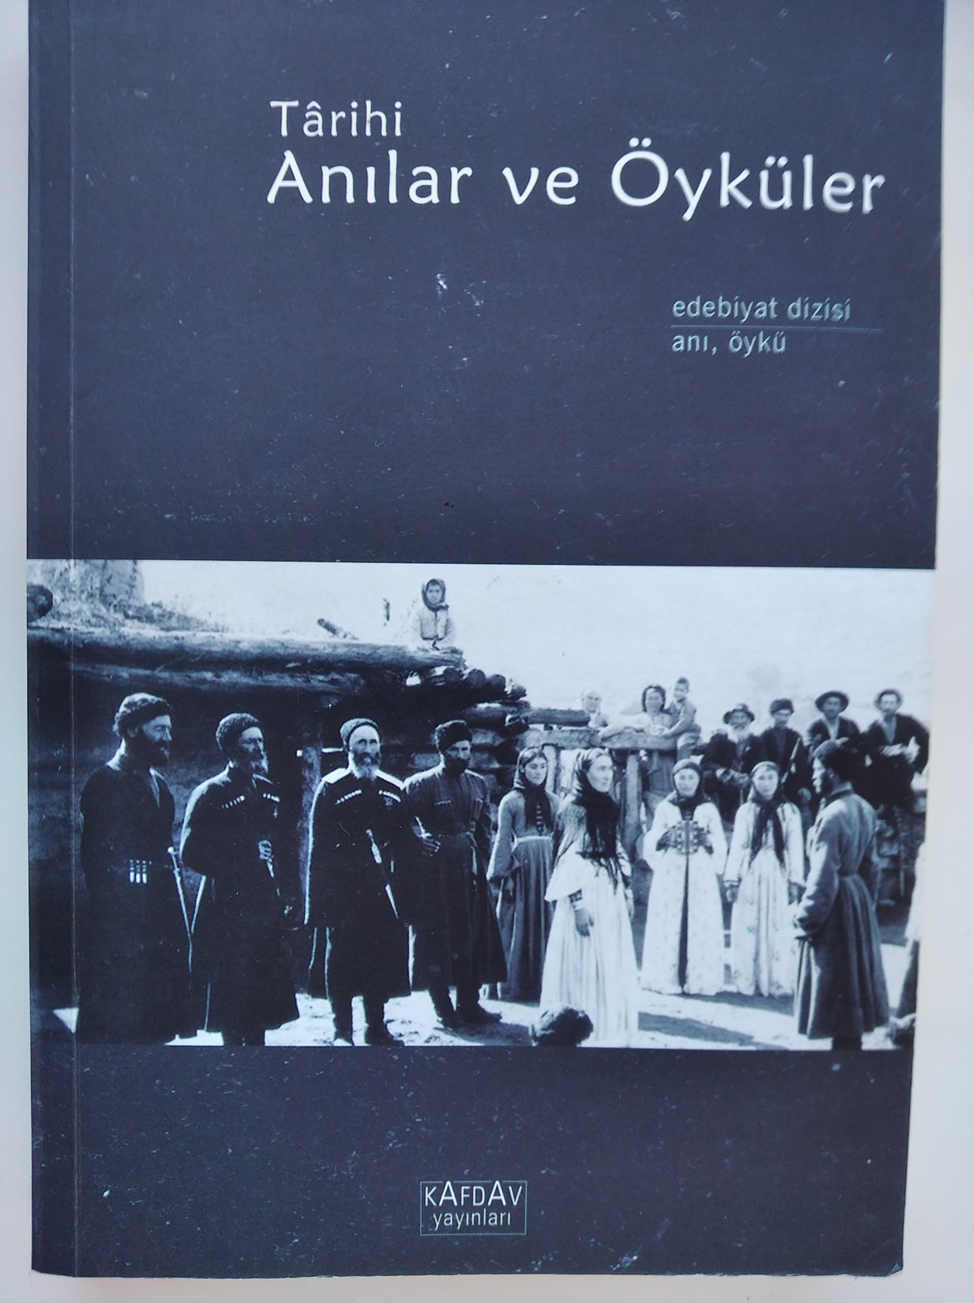 Târihi
Anılar ve Öyküler
edebiyat dizisi
anı, öykü
KAFDAV
yayınları